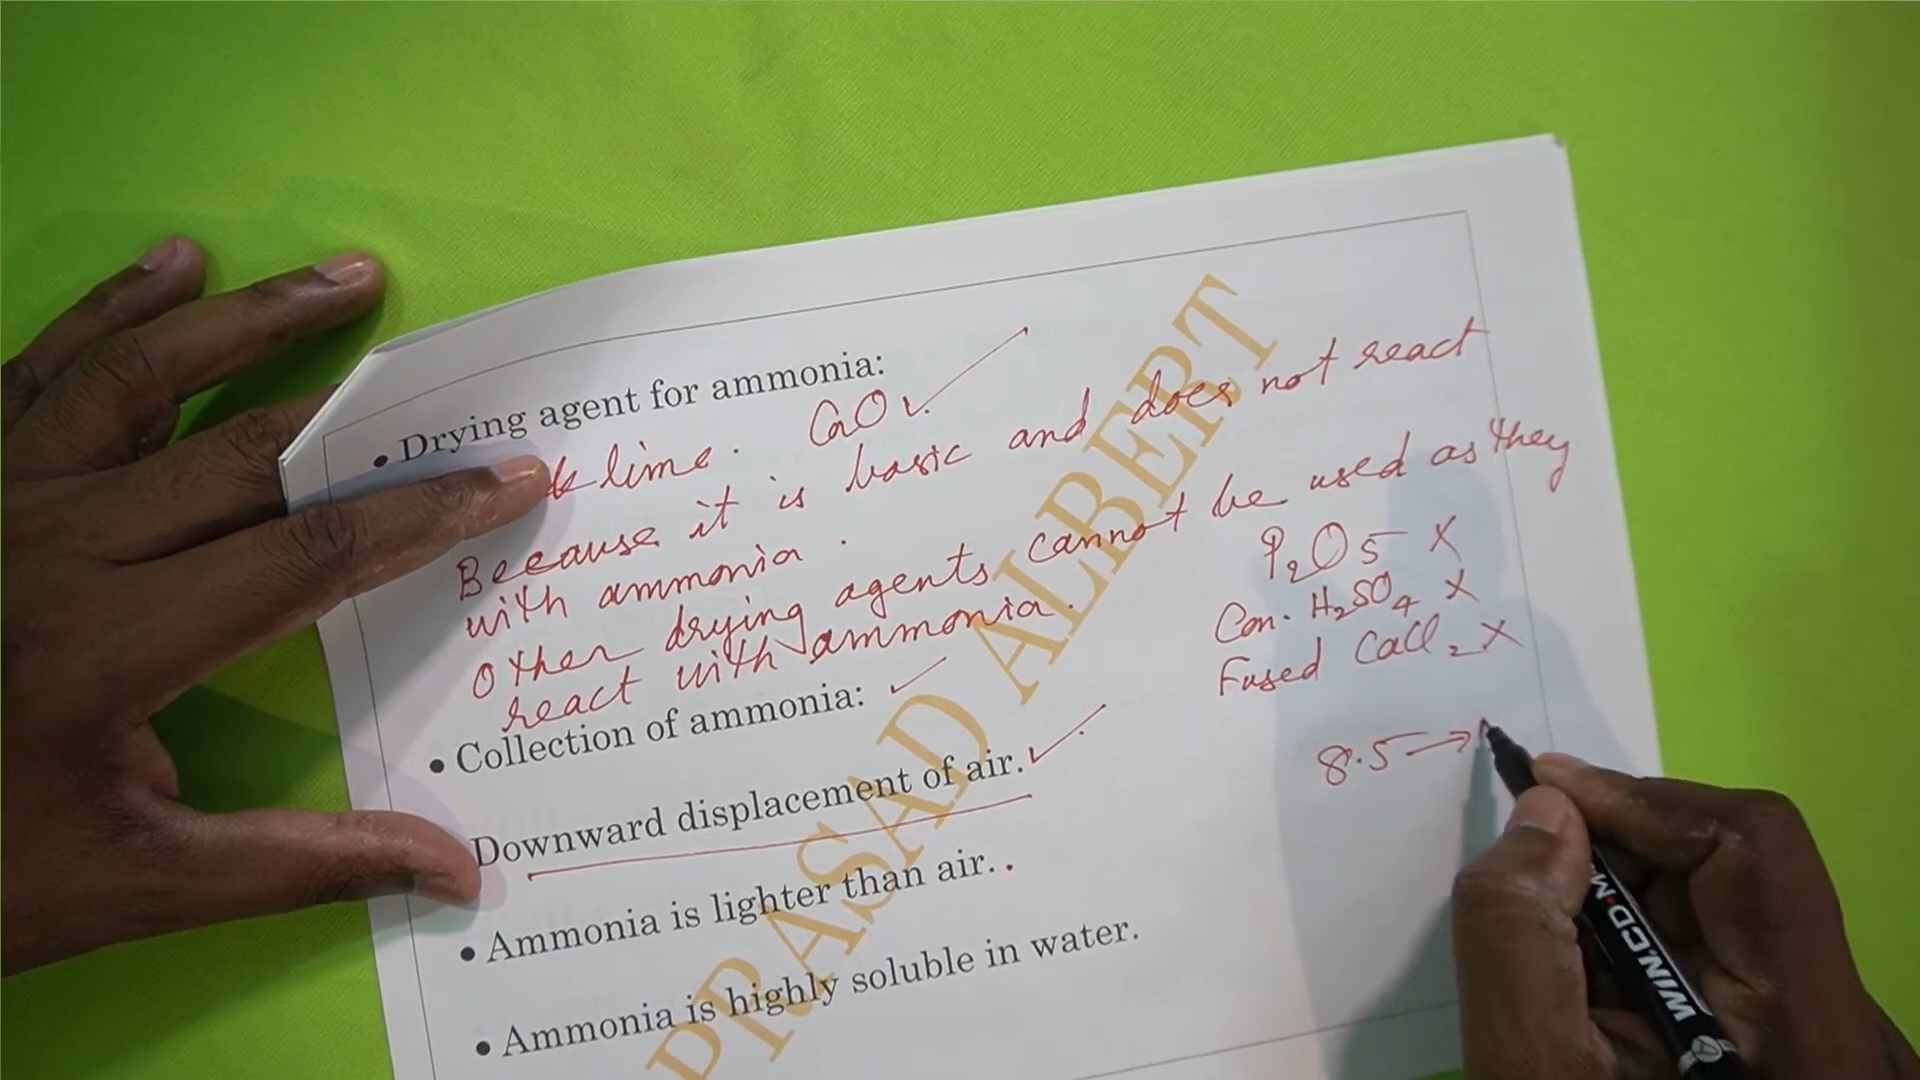 • Drying agent for ammonia:
k lime. CaO
Because it is basic and does not react
with ammonia.
Other drying agents cannot be used as they
react with ammonia.
P2O5 X
Con. H2SO4 X
Fused CaCl2 X
• Collection of ammonia:
8.5 →
Downward displacement of air.
• Ammonia is lighter than air.
• Ammonia is highly soluble in water.
PRASAD ALBERT
WIN.CD-M